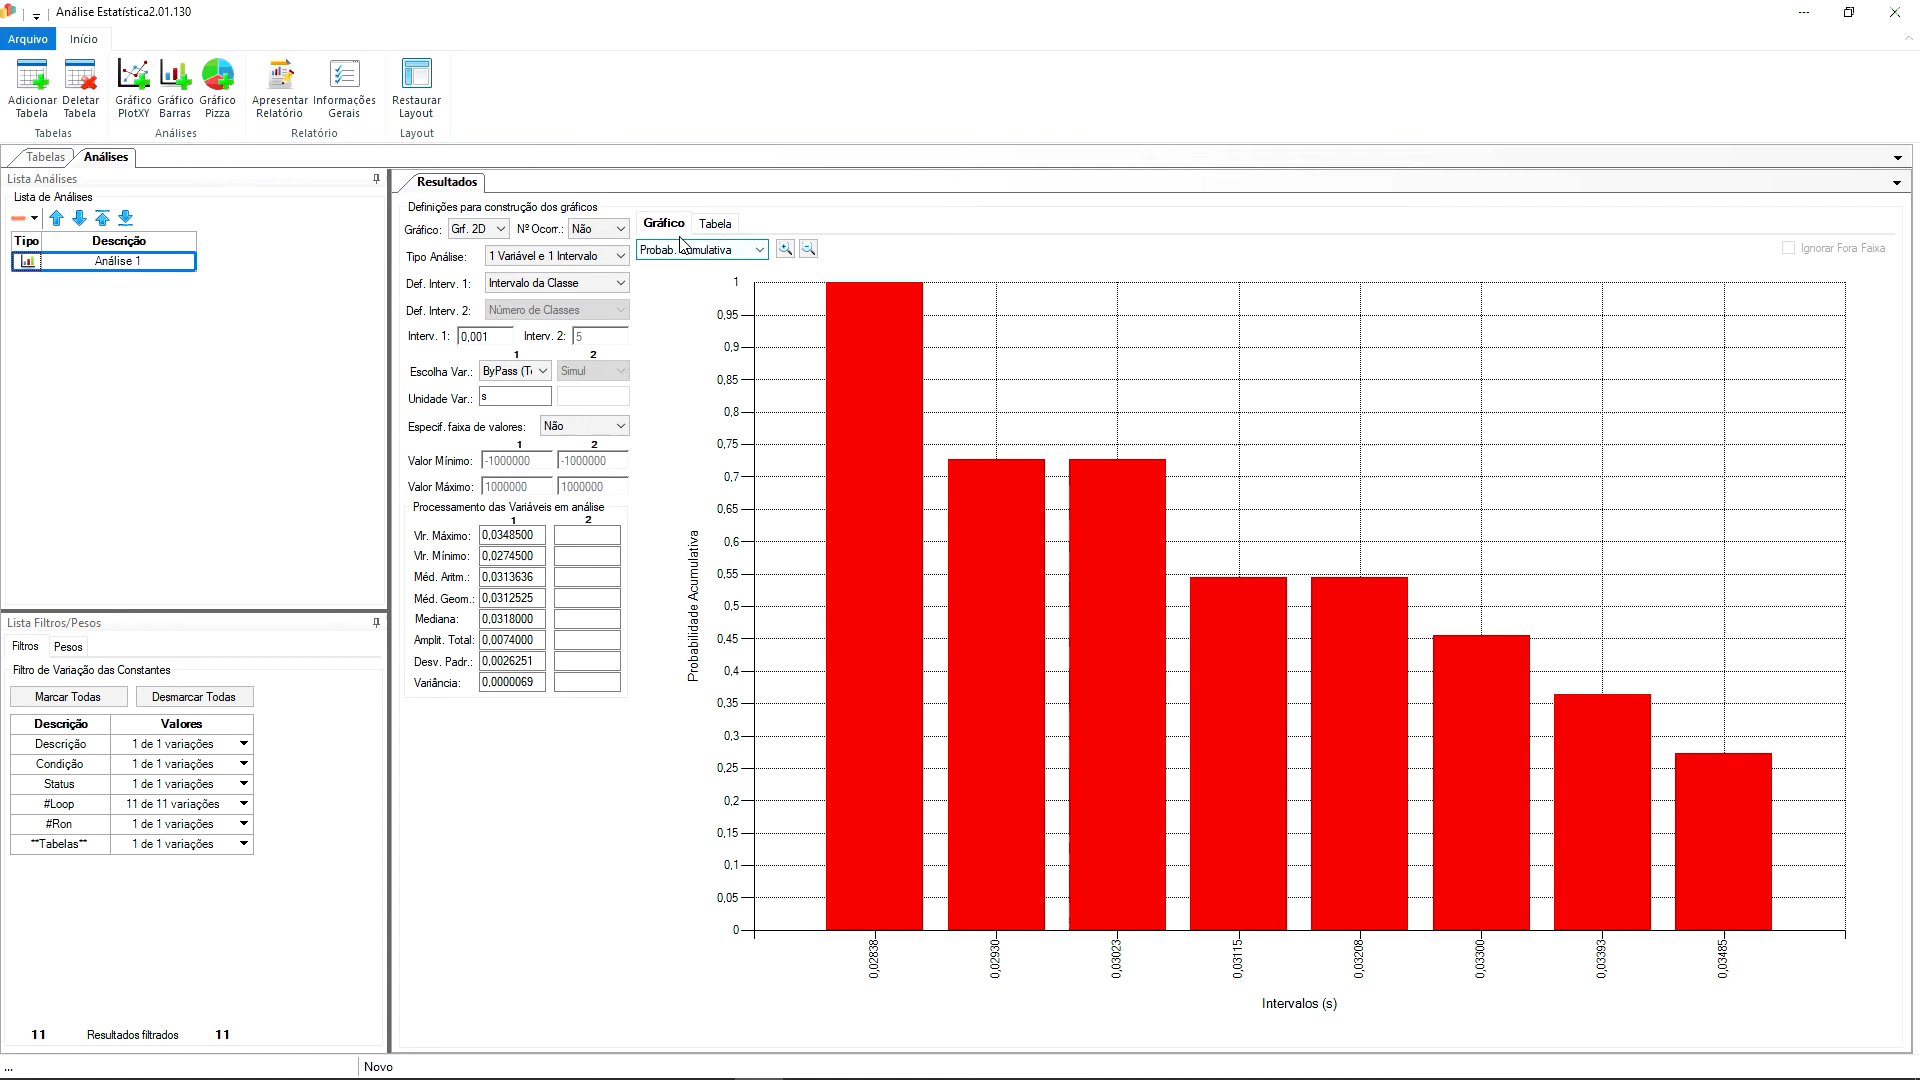 Análise Estatística2.01.130
Arquivo Início
Adicionar Tabela
Deletar Tabela
Gráfico PlotXY
Gráfico Barras
Gráfico Pizza
Apresentar Relatório
Informações Gerais
Restaurar Layout
Tabelas Análises Relatório Layout
Tabelas Análises
Lista Análises
Lista de Análises
Tipo Descrição
Análise 1
Lista Filtros/Pesos
Filtros Pesos
Filtro de Variação das Constantes
Marcar Todas Desmarcar Todas
Descrição Valores
Descrição 1 de 1 variações
Condição 1 de 1 variações
Status 1 de 1 variações
#Loop 11 de 11 variações
#Ron 1 de 1 variações
**Tabelas** 1 de 1 variações
11 Resultados filtrados 11
Resultados
Definições para construção dos gráficos
Gráfico: Grf. 2D Nº Ocorr.: Não
Tipo Análise: 1 Variável e 1 Intervalo
Def. Interv. 1: Intervalo da Classe
Def. Interv. 2: Número de Classes
Interv. 1: 0,001 Interv. 2: 5
1 2
Escolha Var.: ByPass (T Simul
Unidade Var.: s
Especif. faixa de valores: Não
1 2
Valor Mínimo: -1000000 -1000000
Valor Máximo: 1000000 1000000
Processamento das Variáveis em análise
1 2
Vlr. Máximo: 0,0348500
Vlr. Mínimo: 0,0274500
Méd. Aritm.: 0,0313636
Méd. Geom.: 0,0312525
Mediana: 0,0318000
Amplit. Total: 0,0074000
Desv. Padr.: 0,0026251
Variância: 0,0000069
Gráfico Tabela
Probab. umulativa
Ignorar Fora Faixa
Probabilidade Acumulativa
1
0,95
0,9
0,85
0,8
0,75
0,7
0,65
0,6
0,55
0,5
0,45
0,4
0,35
0,3
0,25
0,2
0,15
0,1
0,05
0
0,02838 0,02930 0,03023 0,03115 0,03208 0,03300 0,03393 0,03485
Intervalos (s)
... Novo